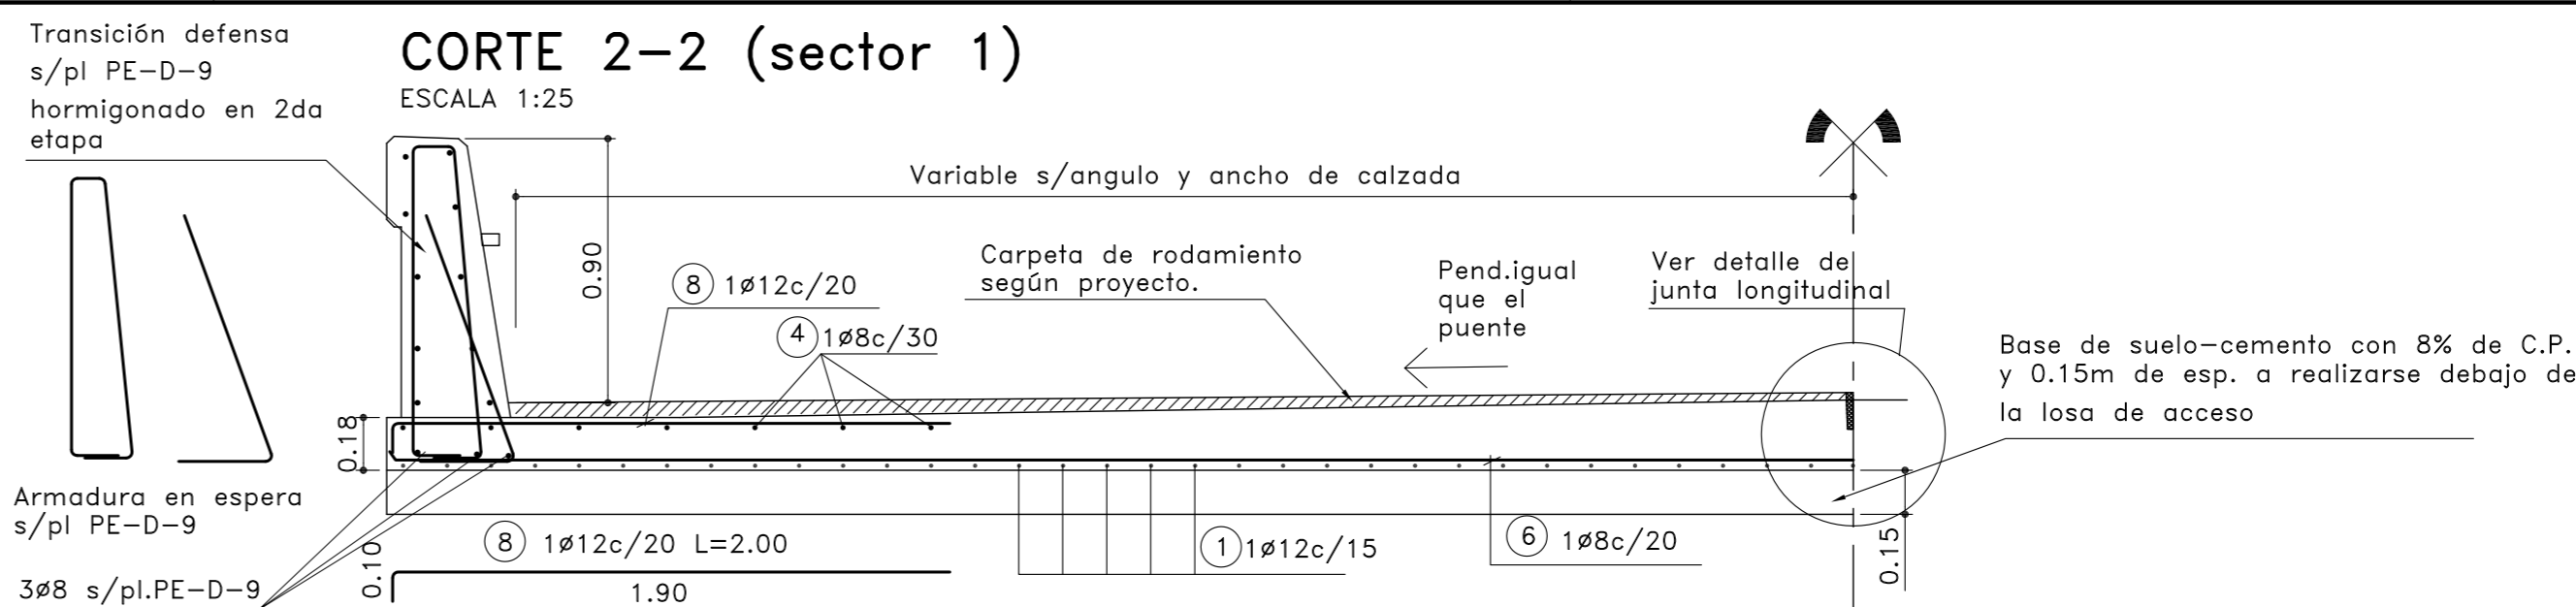 Transición defensa
s/pl PE-D-9
hormigonado en 2da
etapa
CORTE 2-2 (sector 1)
ESCALA 1:25
Variable s/angulo y ancho de calzada
0.90
8 1ø12c/20
4 1ø8c/30
Carpeta de rodamiento
según proyecto.
Pend.igual
que el
puente
Ver detalle de
junta longitudinal
Base de suelo-cemento con 8% de C.P.
y 0.15m de esp. a realizarse debajo de
la losa de acceso
0.18
Armadura en espera
s/pl PE-D-9
3ø8 s/pl.PE-D-9
0.10
8 1ø12c/20 L=2.00
1.90
1 1ø12c/15
6 1ø8c/20
0.15